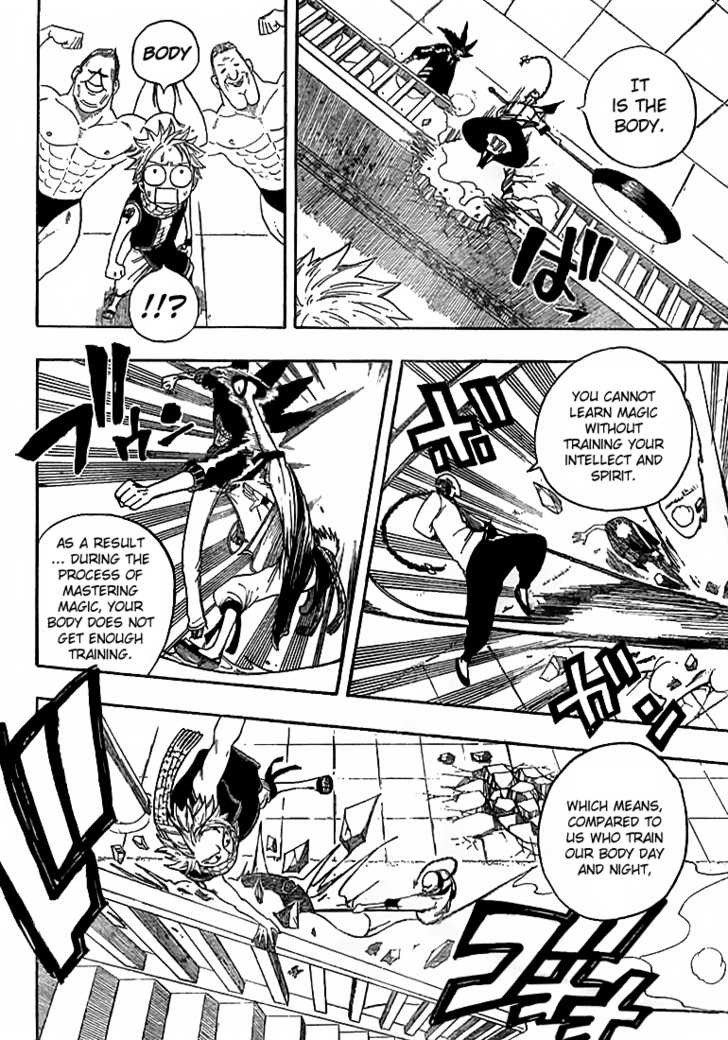 IT
IS THE
BODY.
ば゛
BODY
!!?
YOU CANNOT
LEARN MAGIC
WITHOUT
TRAINING YOUR
INTELLECT AND
SPIRIT.
AS A RESULT
... DURING THE
PROCESS OF
MASTERING
MAGIC, YOUR
BODY DOES NOT
GET ENOUGH
TRAINING.
WHICH MEANS,
COMPARED TO
US WHO TRAIN
OUR BODY DAY
AND NIGHT,